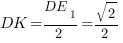 DK = DE₁/2 = √2/2